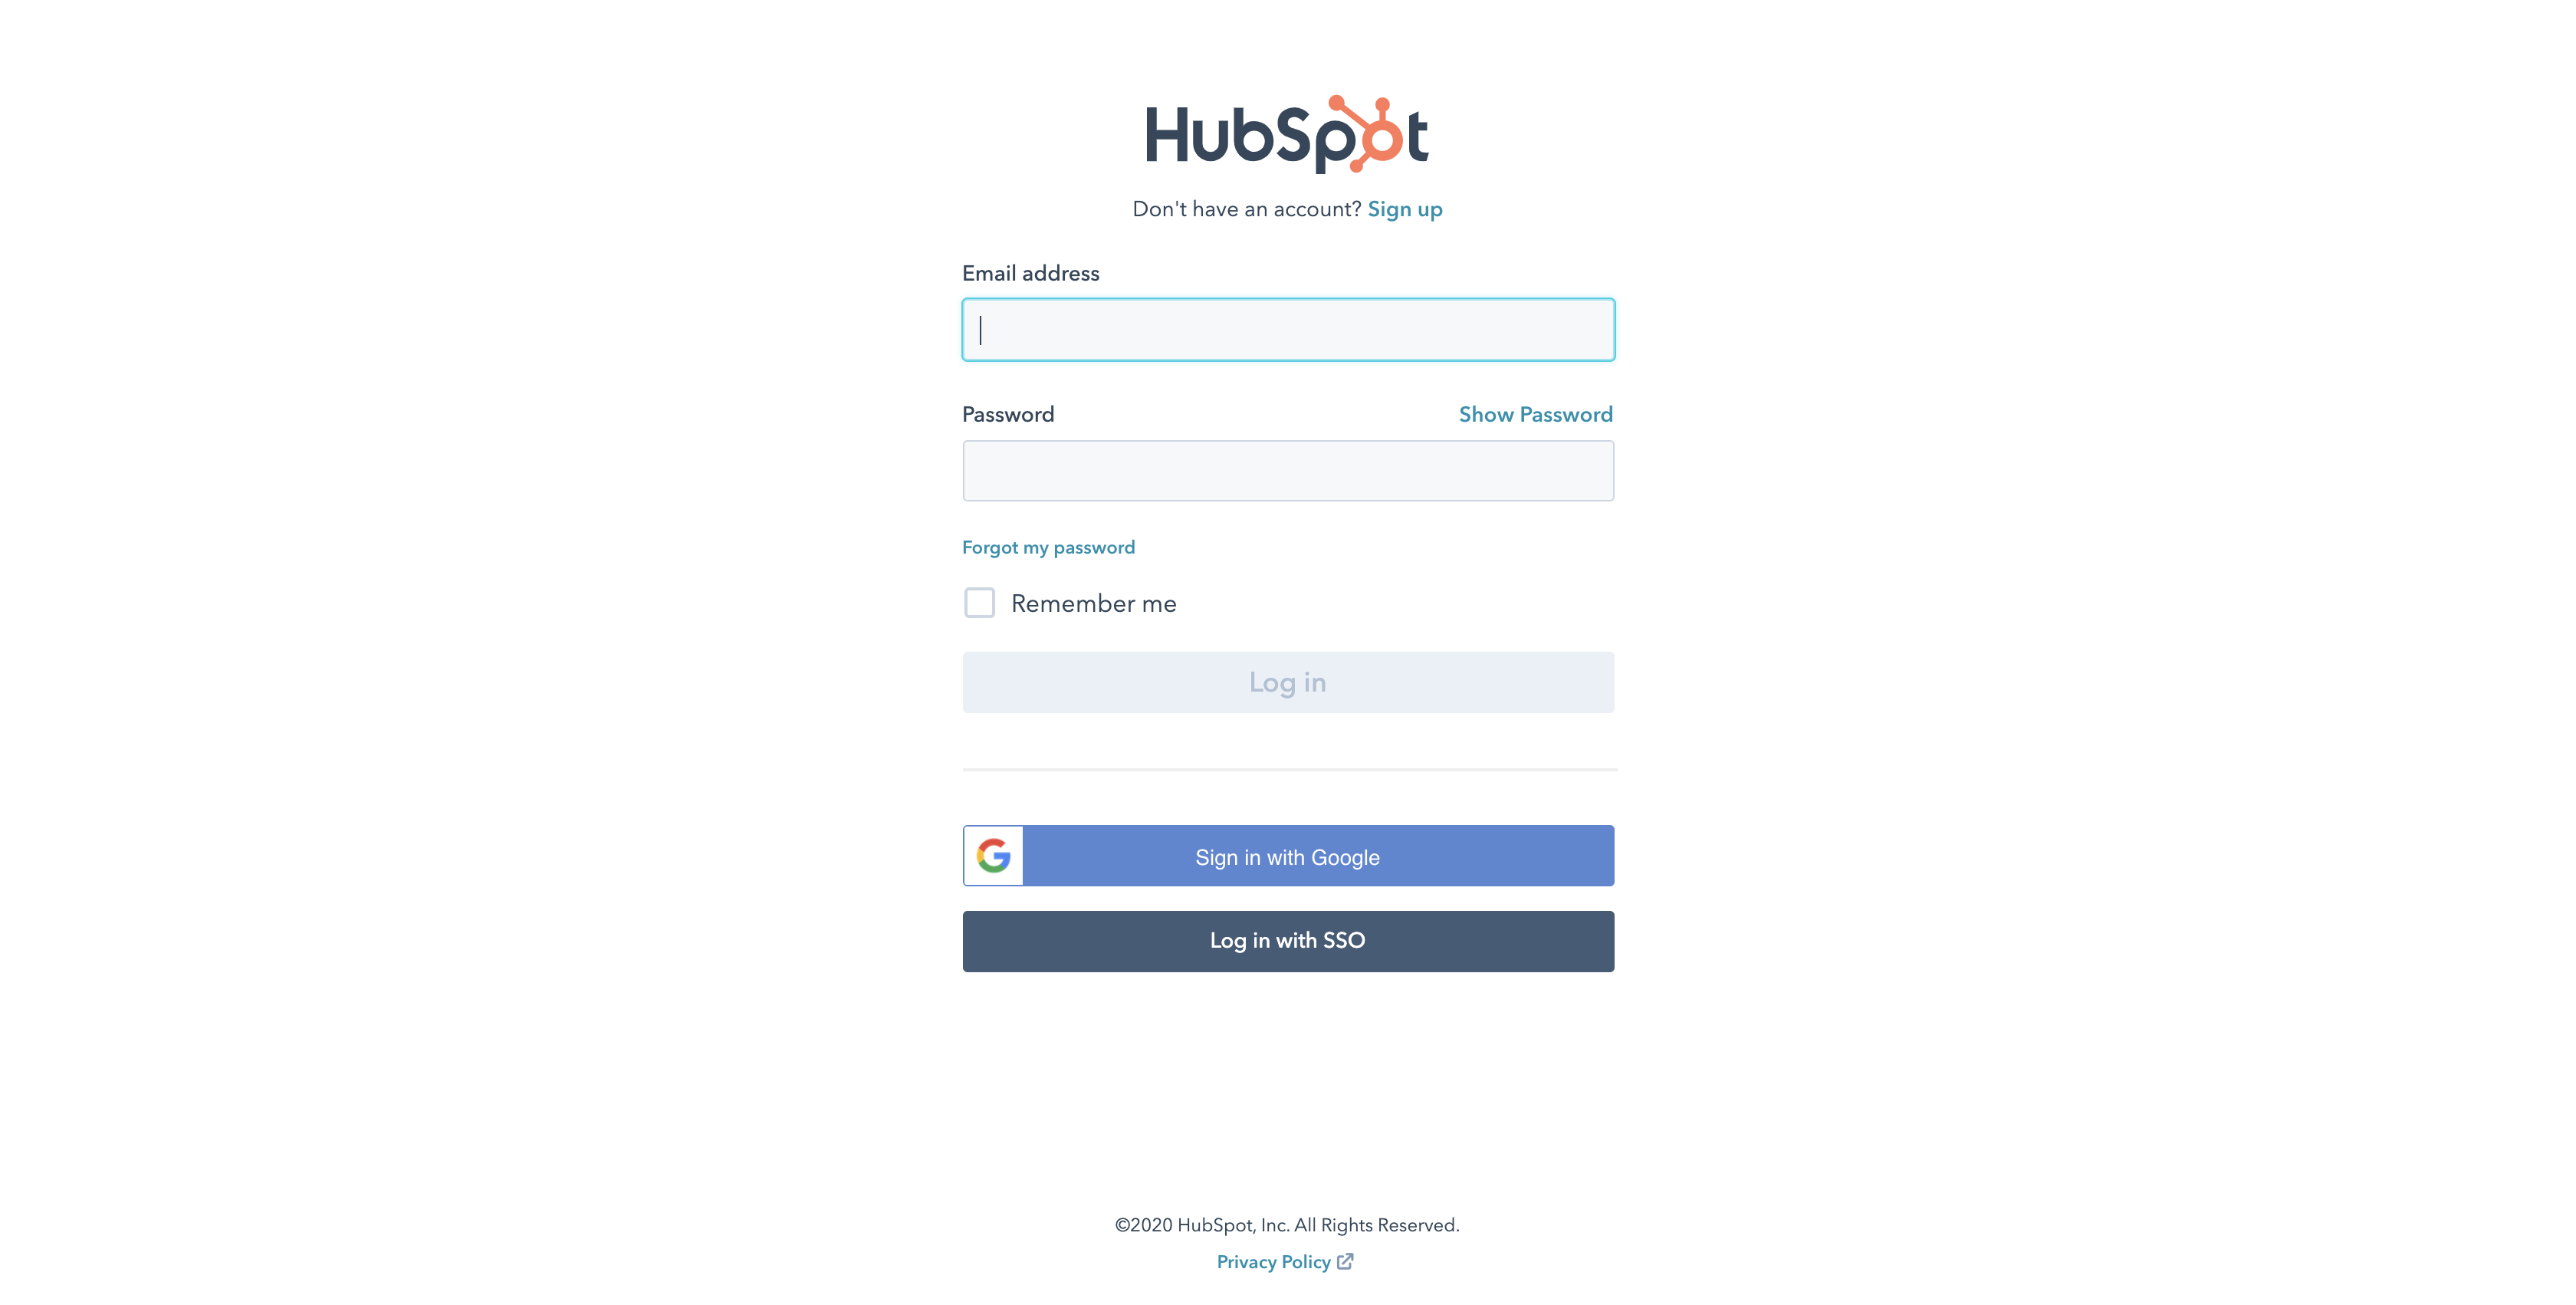 HubSpot
Don't have an account? Sign up
Email address
Password Show Password
Forgot my password
Remember me
Log in
Sign in with Google
Log in with SSO
©2020 HubSpot, Inc. All Rights Reserved.
Privacy Policy